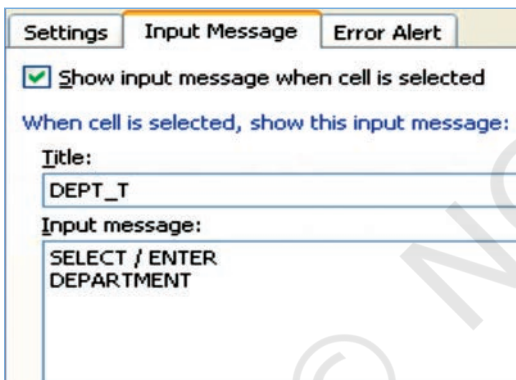 Settings Input Message Error Alert
Show input message when cell is selected
When cell is selected, show this input message:
Title:
DEPT_T
Input message:
SELECT / ENTER
DEPARTMENT